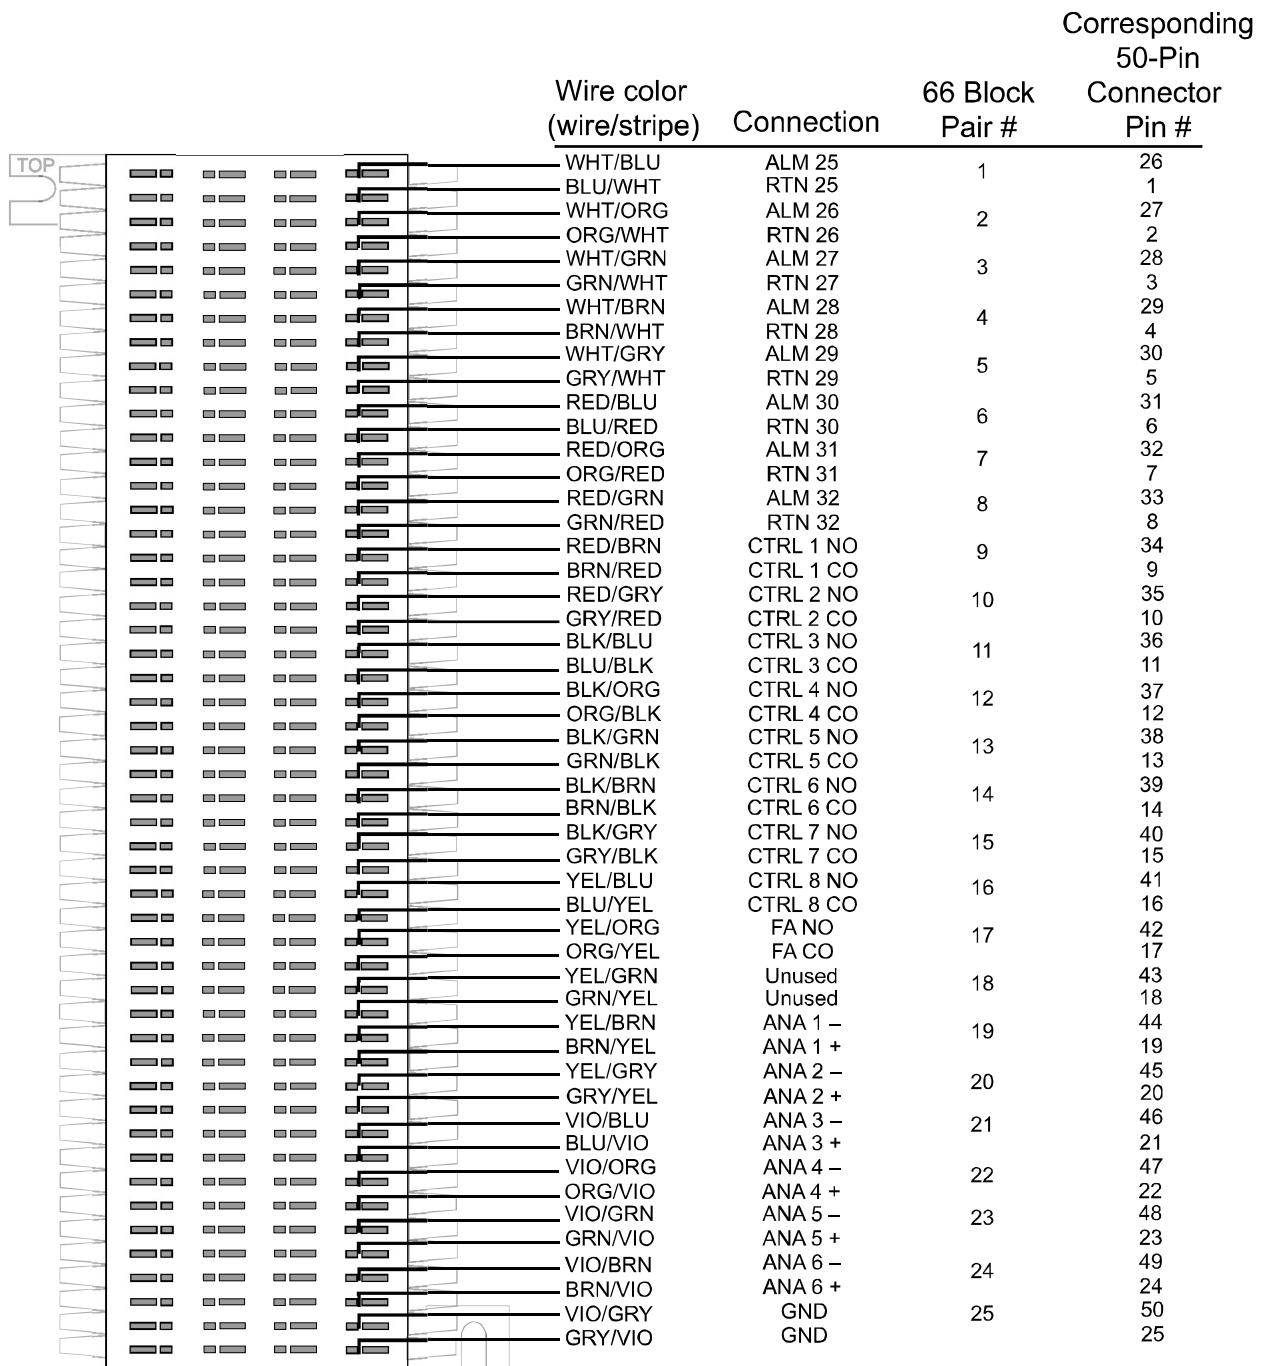 Corresponding
50-Pin
Wire color 66 Block Connector
(wire/stripe) Connection Pair # Pin #
TOP
WHT/BLU ALM 25 1 26
BLU/WHT RTN 25 1
WHT/ORG ALM 26 2 27
ORG/WHT RTN 26 2
WHT/GRN ALM 27 3 28
GRN/WHT RTN 27 3
WHT/BRN ALM 28 4 29
BRN/WHT RTN 28 4
WHT/GRY ALM 29 5 30
GRY/WHT RTN 29 5
RED/BLU ALM 30 6 31
BLU/RED RTN 30 6
RED/ORG ALM 31 7 32
ORG/RED RTN 31 7
RED/GRN ALM 32 8 33
GRN/RED RTN 32 8
RED/BRN CTRL 1 NO 9 34
BRN/RED CTRL 1 CO 9
RED/GRY CTRL 2 NO 10 35
GRY/RED CTRL 2 CO 10
BLK/BLU CTRL 3 NO 11 36
BLU/BLK CTRL 3 CO 11
BLK/ORG CTRL 4 NO 12 37
ORG/BLK CTRL 4 CO 12
BLK/GRN CTRL 5 NO 13 38
GRN/BLK CTRL 5 CO 13
BLK/BRN CTRL 6 NO 14 39
BRN/BLK CTRL 6 CO 14
BLK/GRY CTRL 7 NO 15 40
GRY/BLK CTRL 7 CO 15
YEL/BLU CTRL 8 NO 16 41
BLU/YEL CTRL 8 CO 16
YEL/ORG FA NO 17 42
ORG/YEL FA CO 17
YEL/GRN Unused 18 43
GRN/YEL Unused 18
YEL/BRN ANA 1 – 19 44
BRN/YEL ANA 1 + 19
YEL/GRY ANA 2 – 20 45
GRY/YEL ANA 2 + 20
VIO/BLU ANA 3 – 21 46
BLU/VIO ANA 3 + 21
VIO/ORG ANA 4 – 22 47
ORG/VIO ANA 4 + 22
VIO/GRN ANA 5 – 23 48
GRN/VIO ANA 5 + 23
VIO/BRN ANA 6 – 24 49
BRN/VIO ANA 6 + 24
VIO/GRY GND 25 50
GRY/VIO GND 25